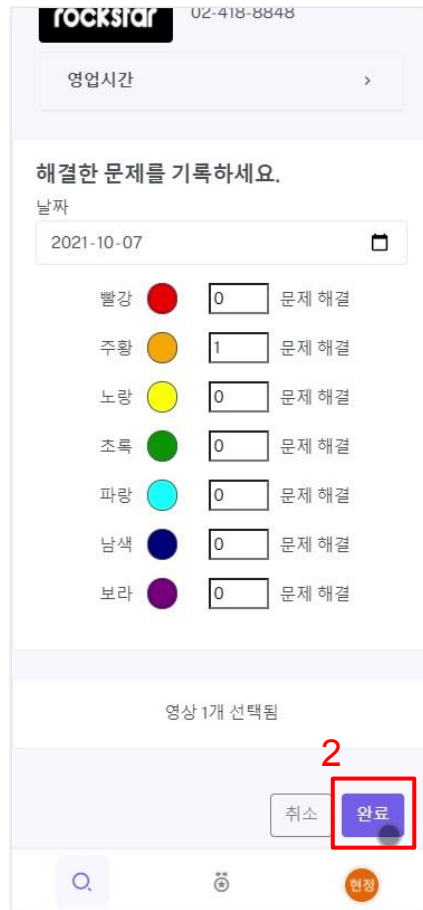 rockstar 02-418-8848
영업시간
해결한 문제를 기록하세요.
날짜
2021-10-07
빨강 0 문제 해결
주황 1 문제 해결
노랑 0 문제 해결
초록 0 문제 해결
파랑 0 문제 해결
남색 0 문제 해결
보라 0 문제 해결
영상 1개 선택됨
2
취소 완료
현정